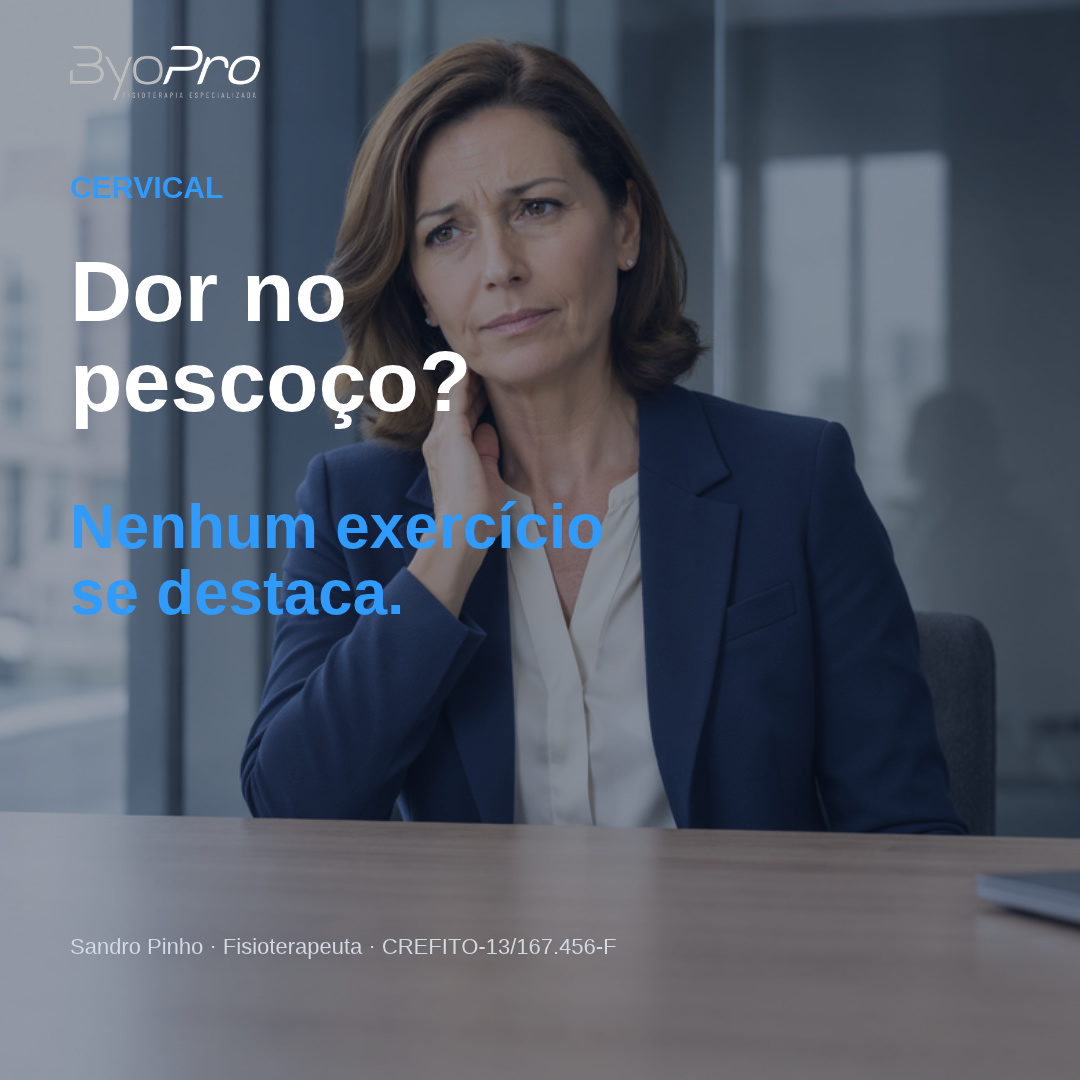 ByoPro
FISIOTERAPIA ESPECIALIZADA
CERVICAL
Dor no
pescoço?
Nenhum exercício
se destaca.
Sandro Pinho · Fisioterapeuta · CREFITO-13/167.456-F